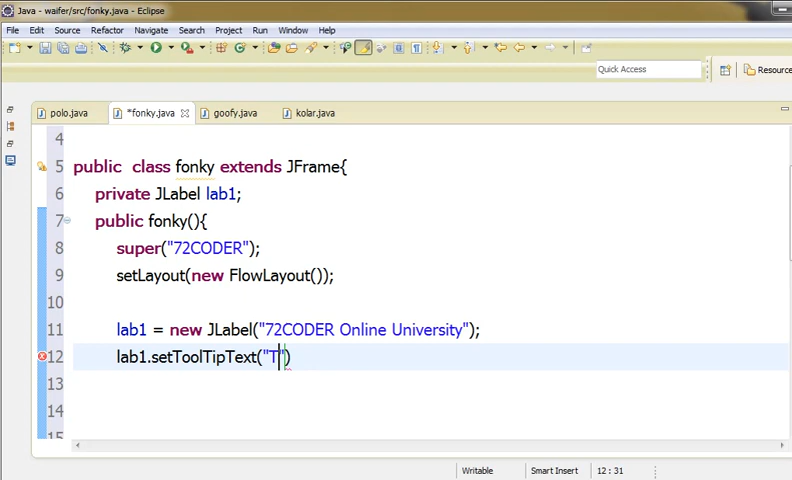 Java - waifer/src/fonky.java - Eclipse
File Edit Source Refactor Navigate Search Project Run Window Help
Quick Access
Resource
polo.java *fonky.java goofy.java kolar.java
4
5 public class fonky extends JFrame{
6 private JLabel lab1;
7 public fonky(){
8 super("72CODER");
9 setLayout(new FlowLayout());
10
11 lab1 = new JLabel("72CODER Online University");
12 lab1.setToolTipText("T")
13
14
15
Writable Smart Insert 12 : 31